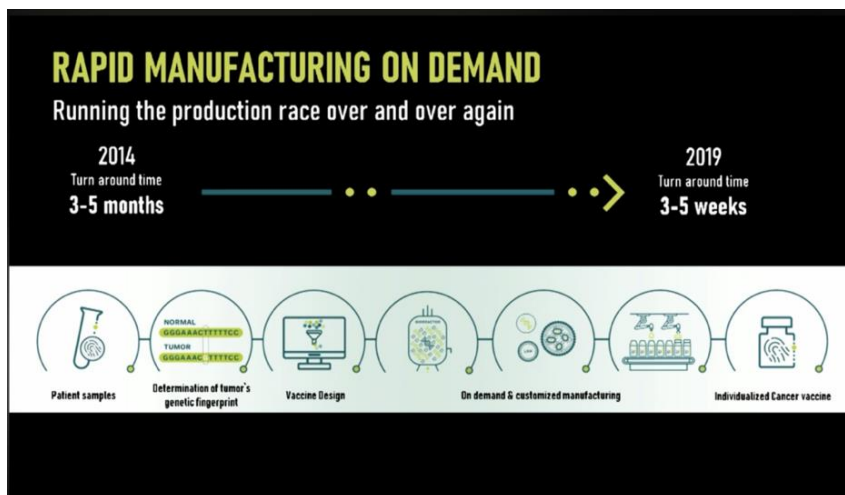 RAPID MANUFACTURING ON DEMAND
Running the production race over and over again
2014
Turn around time
3-5 months
2019
Turn around time
3-5 weeks
NORMAL
GGGAAACTTTTTCC
TUMOR
GGGAAAC TTTTCC
Patient samples
Determination of tumor's
genetic fingerprint
Vaccine Design
On demand & customized manufacturing
Individualized Cancer vaccine